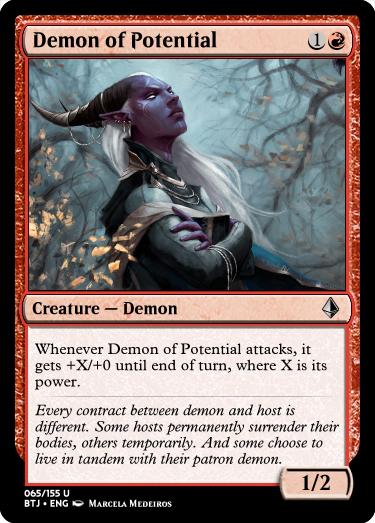 Demon of Potential 1
Creature — Demon
Whenever Demon of Potential attacks, it
gets +X/+0 until end of turn, where X is its
power.
Every contract between demon and host is
different. Some hosts permanently surrender their
bodies, others temporarily. And some choose to
live in tandem with their patron demon.
1/2
065/155 U
BTJ • ENG Marcela Medeiros